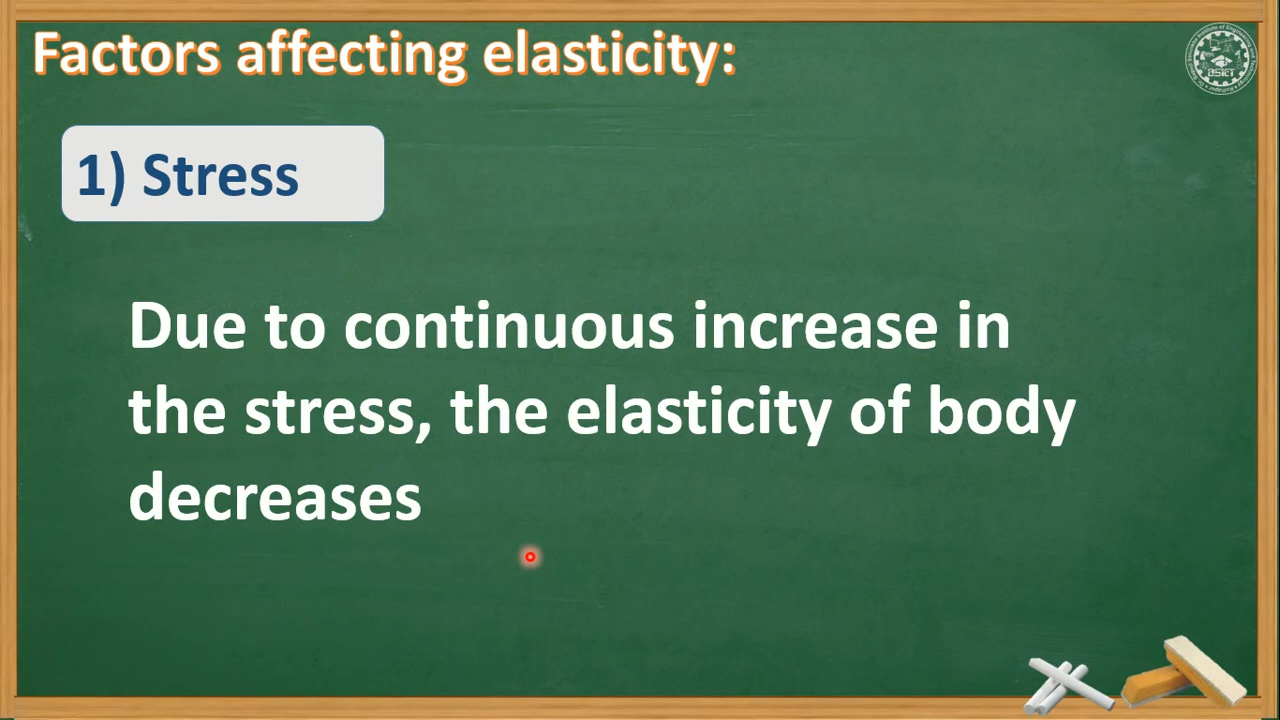 Factors affecting elasticity:
1) Stress
Due to continuous increase in
the stress, the elasticity of body
decreases